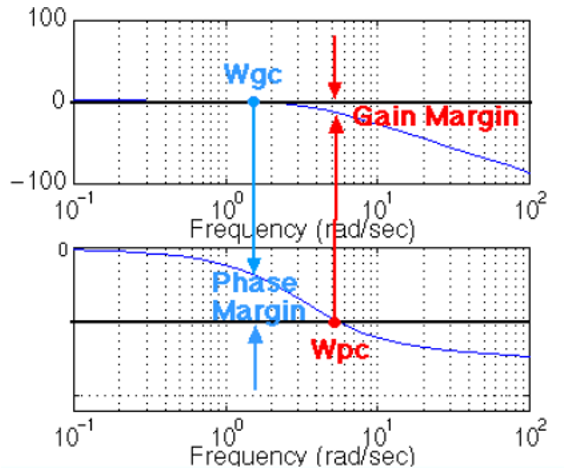 100
Wgc
0
Gain Margin
−100
10^-1 10^0 10^1 10^2
Frequency (rad/sec)
0
Phase
Margin
Wpc
10^-1 10^0 10^1 10^2
Frequency (rad/sec)